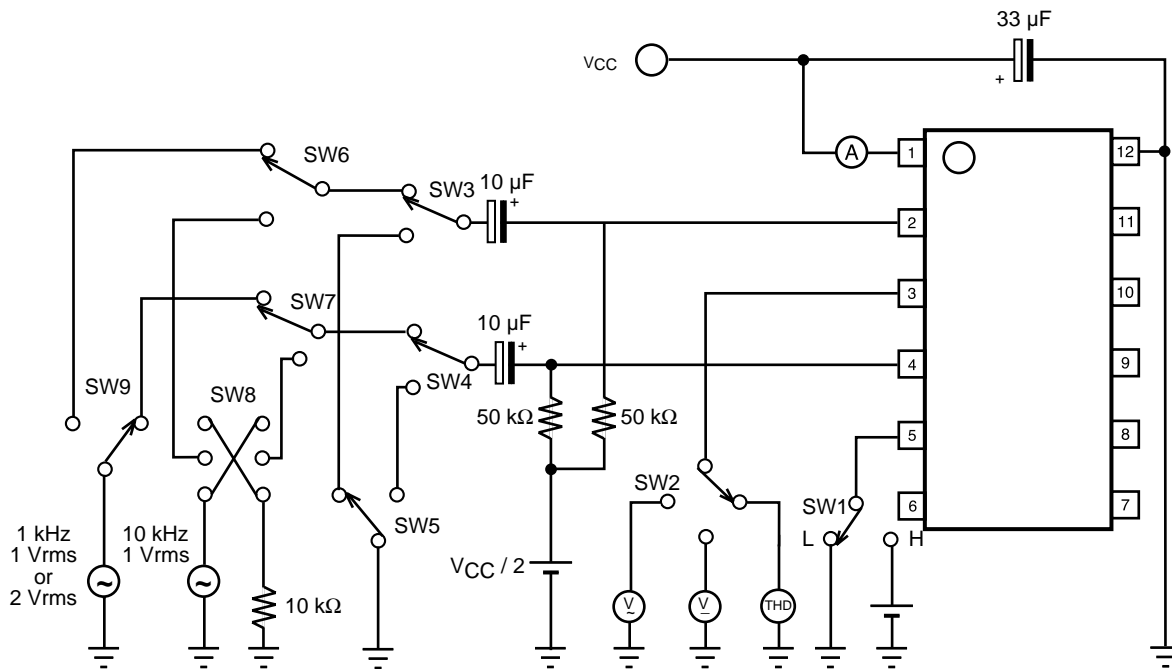 33 µF
VCC
+
A
1
12
SW6
SW3
10 µF
+
2
11
3
10
SW7
10 µF
+
SW4
4
9
SW9
SW8
50 kΩ
50 kΩ
5
8
SW2
SW1
6
7
SW5
L
H
1 kHz
1 Vrms
or
2 Vrms
10 kHz
1 Vrms
~
~
10 kΩ
VCC / 2
V
~
V
–
THD